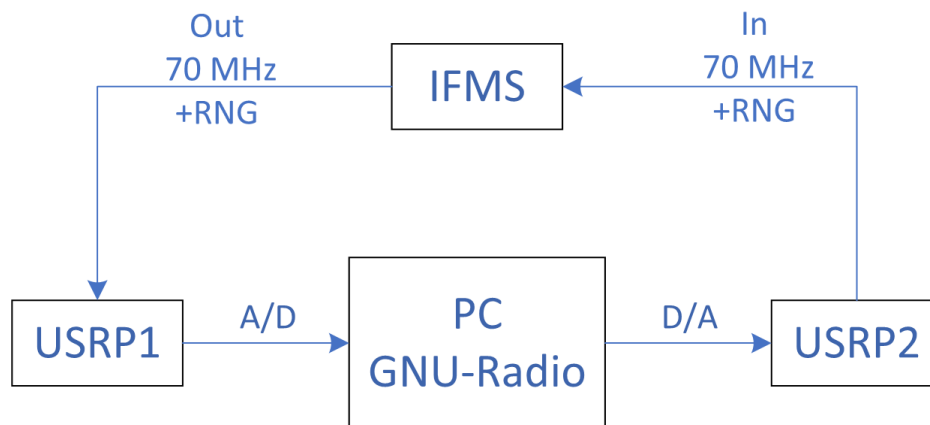 Out
70 MHz
+RNG
IFMS
In
70 MHz
+RNG
USRP1
A/D
PC
GNU-Radio
D/A
USRP2